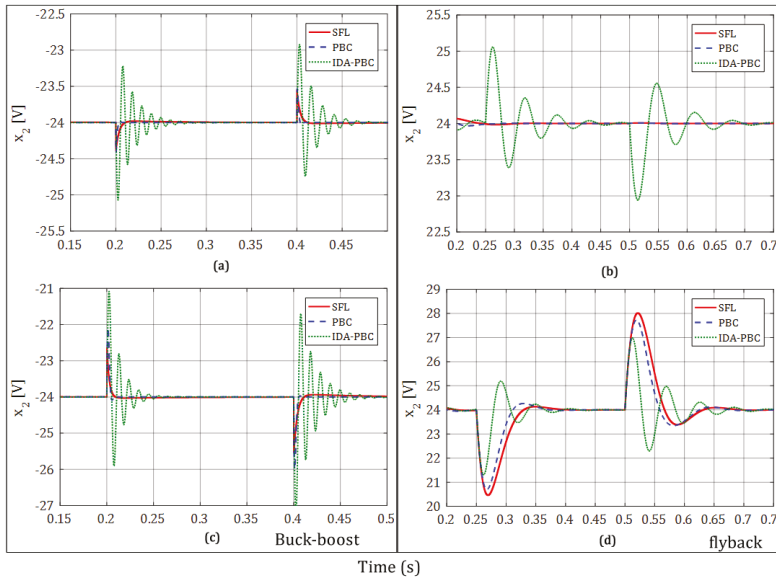 -22.5
-23
-23.5
-24
-24.5
-25
-25.5
x2 [V]
SFL
PBC
IDA-PBC
0.15 0.2 0.25 0.3 0.35 0.4 0.45
(a)
26
25.5
25
24.5
24
23.5
23
22.5
x2 [V]
SFL
PBC
IDA-PBC
0.2 0.25 0.3 0.35 0.4 0.45 0.5 0.55 0.6 0.65 0.7 0.75
(b)
-21
-22
-23
-24
-25
-26
-27
x2 [V]
SFL
PBC
IDA-PBC
0.15 0.2 0.25 0.3 0.35 0.4 0.45 0.5
(c) Buck-boost
29
28
27
26
25
24
23
22
21
20
x2 [V]
SFL
PBC
IDA-PBC
0.2 0.25 0.3 0.35 0.4 0.45 0.5 0.55 0.6 0.65 0.7 0.75
(d) flyback
Time (s)